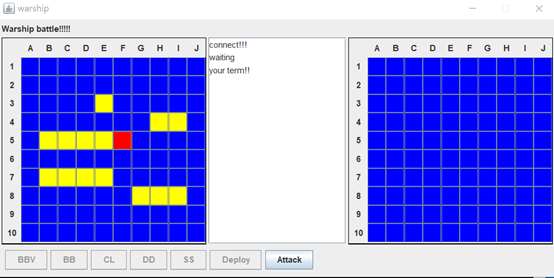 warship
Warship battle!!!!!
A B C D E F G H I J
1
2
3
4
5
6
7
8
9
10
connect!!!
waiting
your term!!
A B C D E F G H I J
1
2
3
4
5
6
7
8
9
10
BBV BB CL DD SS Deploy Attack